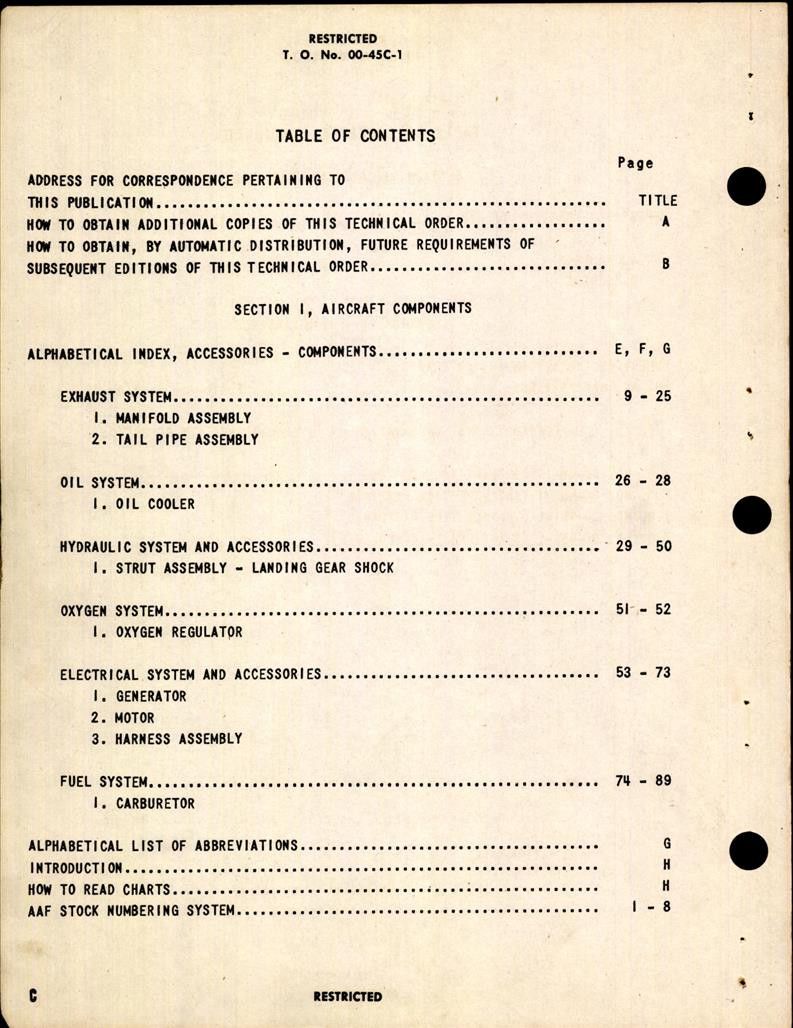 RESTRICTED
T. O. No. 00-45C-1
TABLE OF CONTENTS
Page
ADDRESS FOR CORRESPONDENCE PERTAINING TO
THIS PUBLICATION........................................................ TITLE
HOW TO OBTAIN ADDITIONAL COPIES OF THIS TECHNICAL ORDER.................. A
HOW TO OBTAIN, BY AUTOMATIC DISTRIBUTION, FUTURE REQUIREMENTS OF
SUBSEQUENT EDITIONS OF THIS TECHNICAL ORDER.............................. B
SECTION I, AIRCRAFT COMPONENTS
ALPHABETICAL INDEX, ACCESSORIES - COMPONENTS............................ E, F, G
EXHAUST SYSTEM...................................................... 9 - 25
1. MANIFOLD ASSEMBLY
2. TAIL PIPE ASSEMBLY
OIL SYSTEM.......................................................... 26 - 28
1. OIL COOLER
HYDRAULIC SYSTEM AND ACCESSORIES.................................... 29 - 50
1. STRUT ASSEMBLY - LANDING GEAR SHOCK
OXYGEN SYSTEM....................................................... 51 - 52
1. OXYGEN REGULATOR
ELECTRICAL SYSTEM AND ACCESSORIES................................... 53 - 73
1. GENERATOR
2. MOTOR
3. HARNESS ASSEMBLY
FUEL SYSTEM......................................................... 74 - 89
1. CARBURETOR
ALPHABETICAL LIST OF ABBREVIATIONS...................................... G
INTRODUCTION............................................................ H
HOW TO READ CHARTS...................................................... H
AAF STOCK NUMBERING SYSTEM.............................................. 1 - 8
C
RESTRICTED